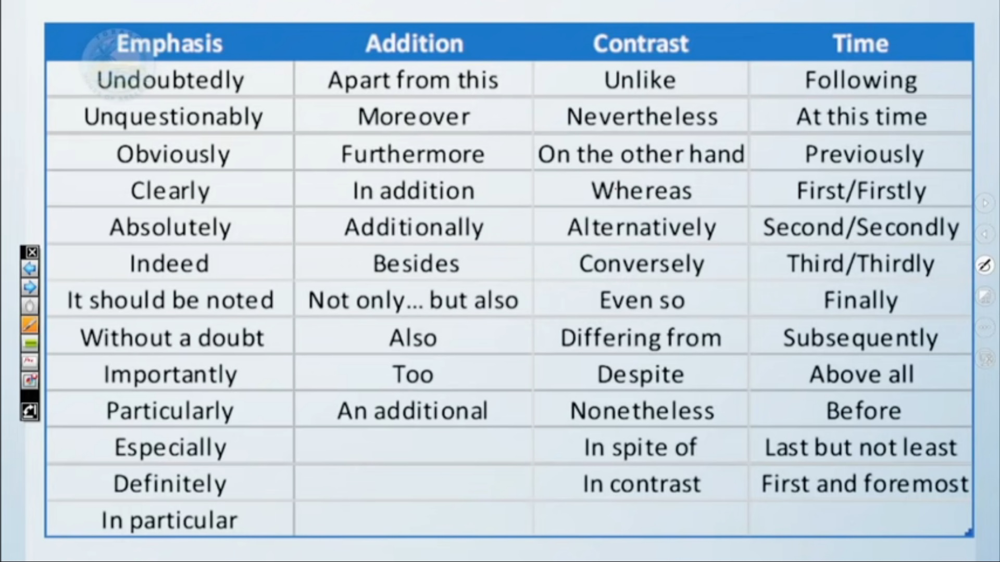 Emphasis Addition Contrast Time
Undoubtedly Apart from this Unlike Following
Unquestionably Moreover Nevertheless At this time
Obviously Furthermore On the other hand Previously
Clearly In addition Whereas First/Firstly
Absolutely Additionally Alternatively Second/Secondly
Indeed Besides Conversely Third/Thirdly
It should be noted Not only... but also Even so Finally
Without a doubt Also Differing from Subsequently
Importantly Too Despite Above all
Particularly An additional Nonetheless Before
Especially In spite of Last but not least
Definitely In contrast First and foremost
In particular